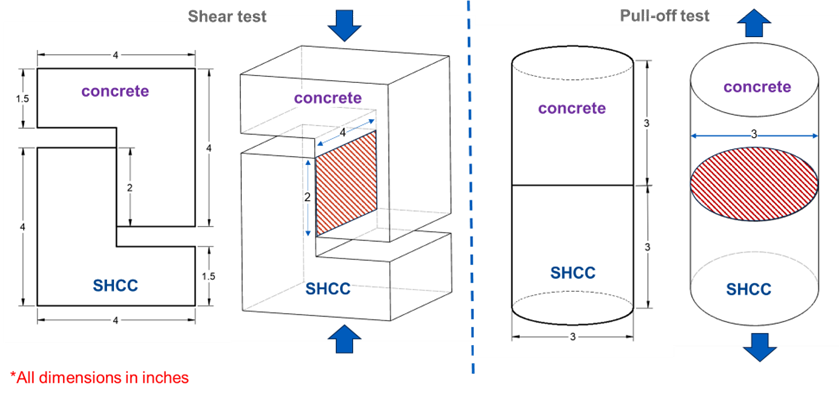 Shear test
Pull-off test
4
concrete
1.5
4
2
4
SHCC
1.5
4
concrete
4
2
SHCC
concrete
3
SHCC
3
3
concrete
3
SHCC
*All dimensions in inches